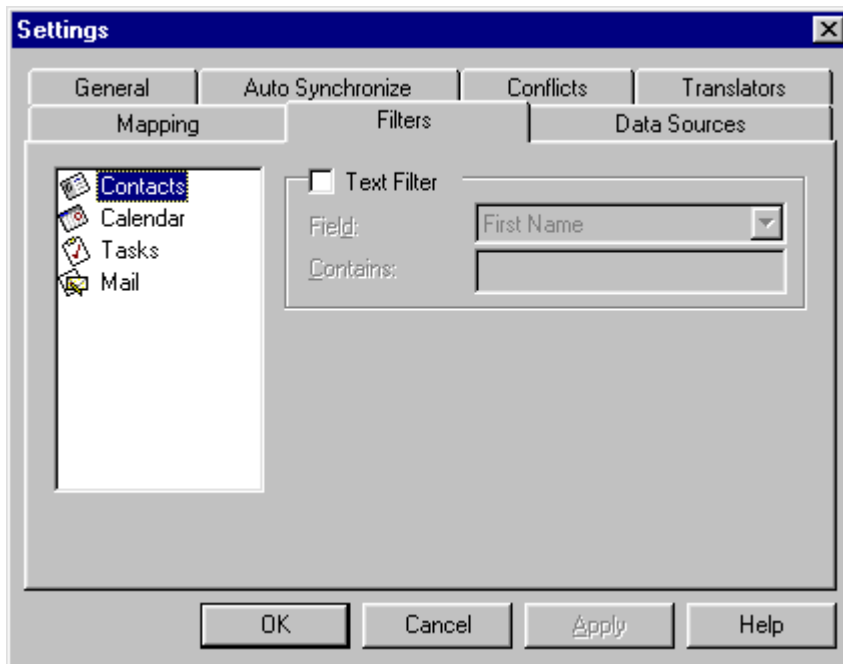 Settings
General Auto Synchronize Conflicts Translators
Mapping Filters Data Sources
Contacts
Calendar
Tasks
Mail
Text Filter
Field: First Name
Contains:
OK Cancel Apply Help